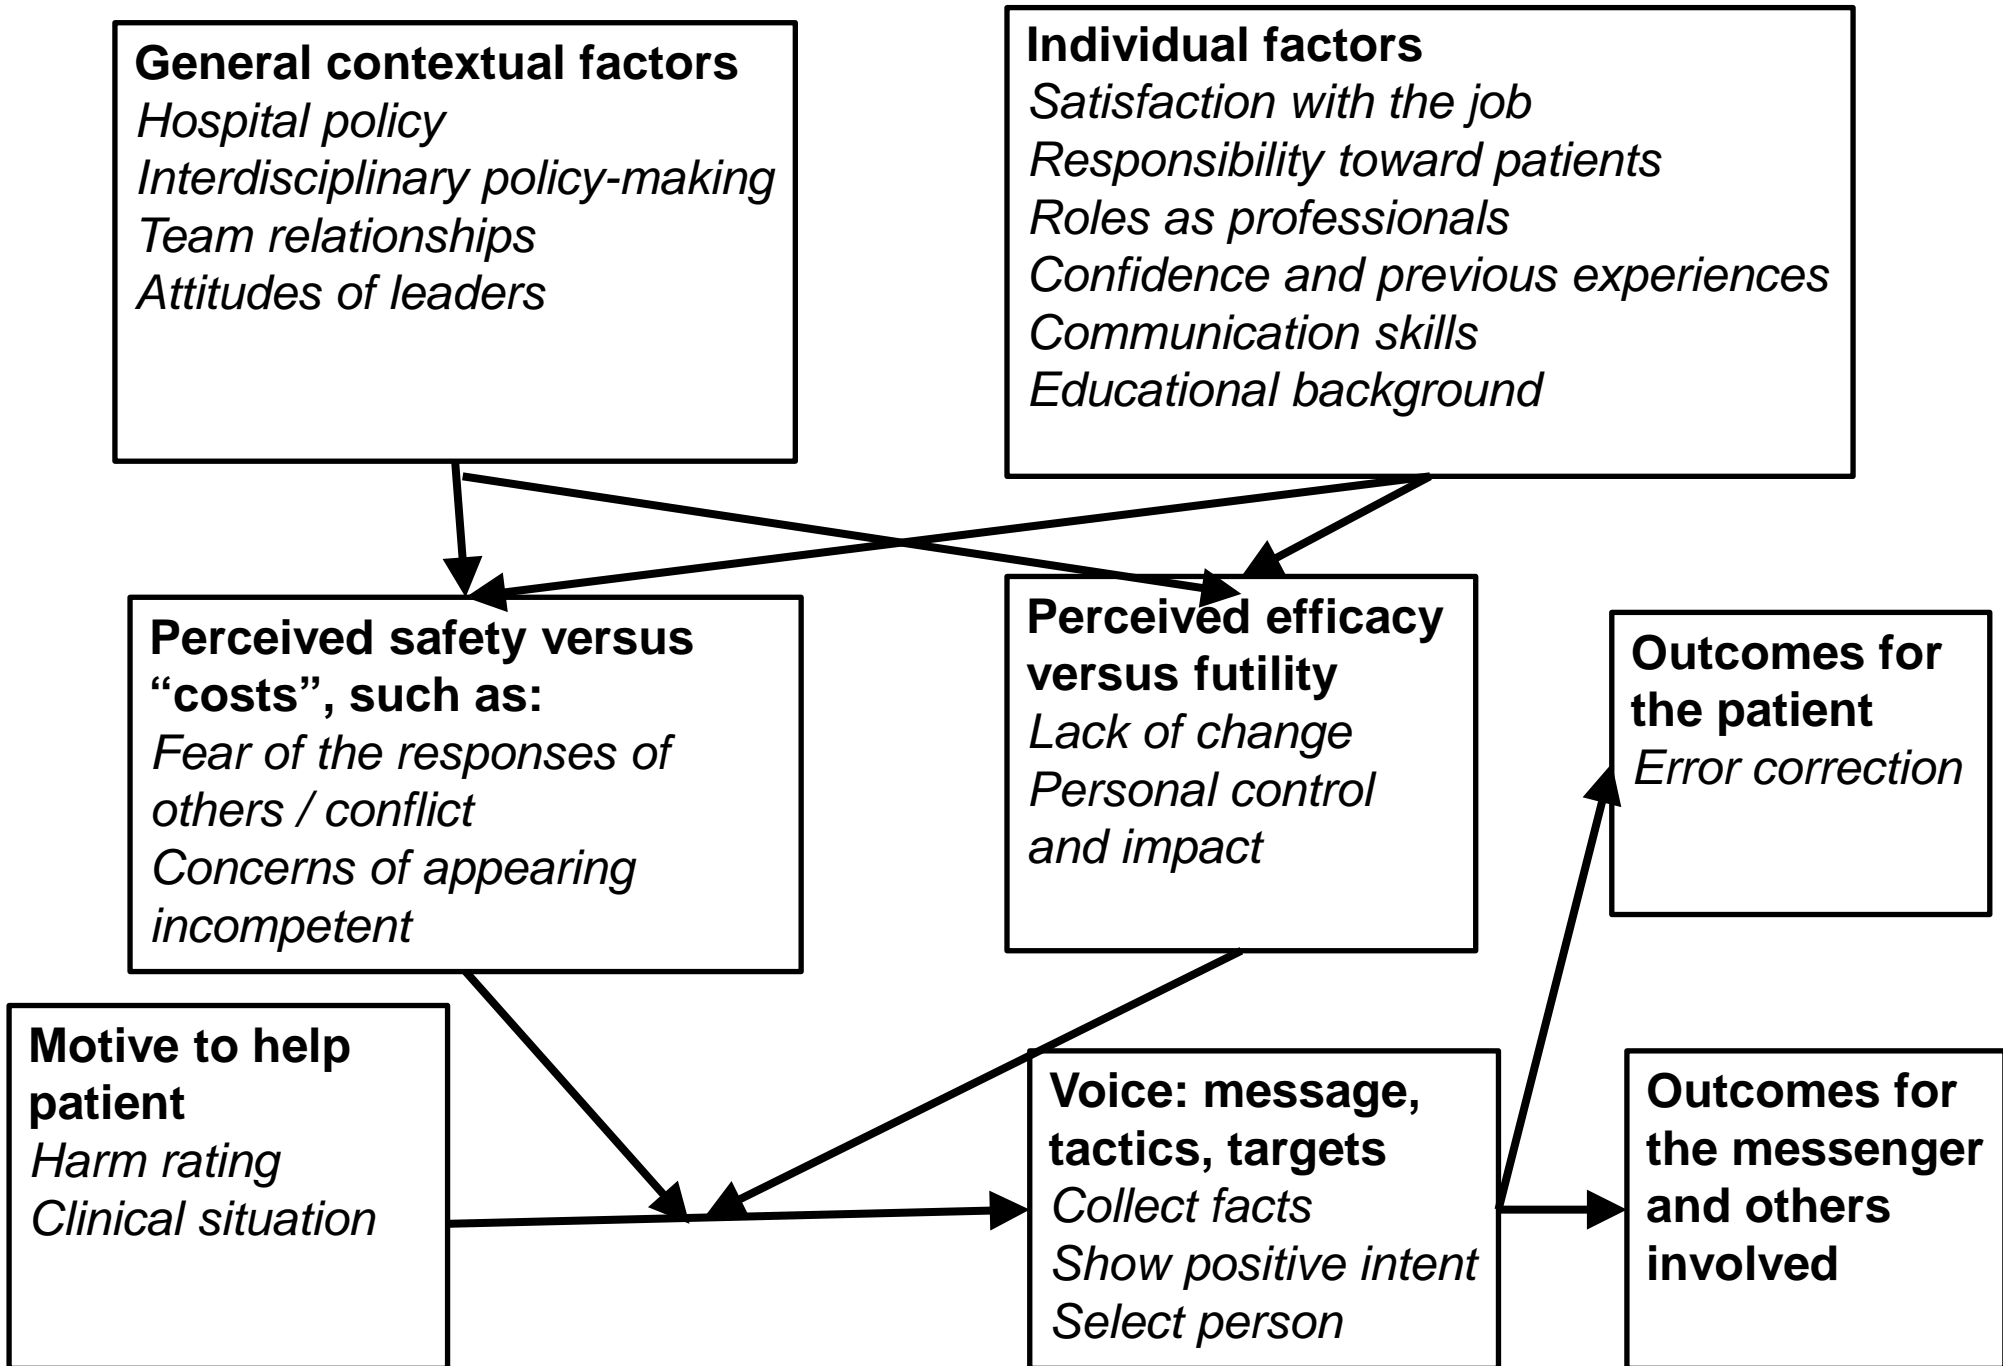 General contextual factors
Hospital policy
Interdisciplinary policy-making
Team relationships
Attitudes of leaders
Individual factors
Satisfaction with the job
Responsibility toward patients
Roles as professionals
Confidence and previous experiences
Communication skills
Educational background
Perceived safety versus
“costs”, such as:
Fear of the responses of
others / conflict
Concerns of appearing
incompetent
Perceived efficacy
versus futility
Lack of change
Personal control
and impact
Outcomes for
the patient
Error correction
Motive to help
patient
Harm rating
Clinical situation
Voice: message,
tactics, targets
Collect facts
Show positive intent
Select person
Outcomes for
the messenger
and others
involved